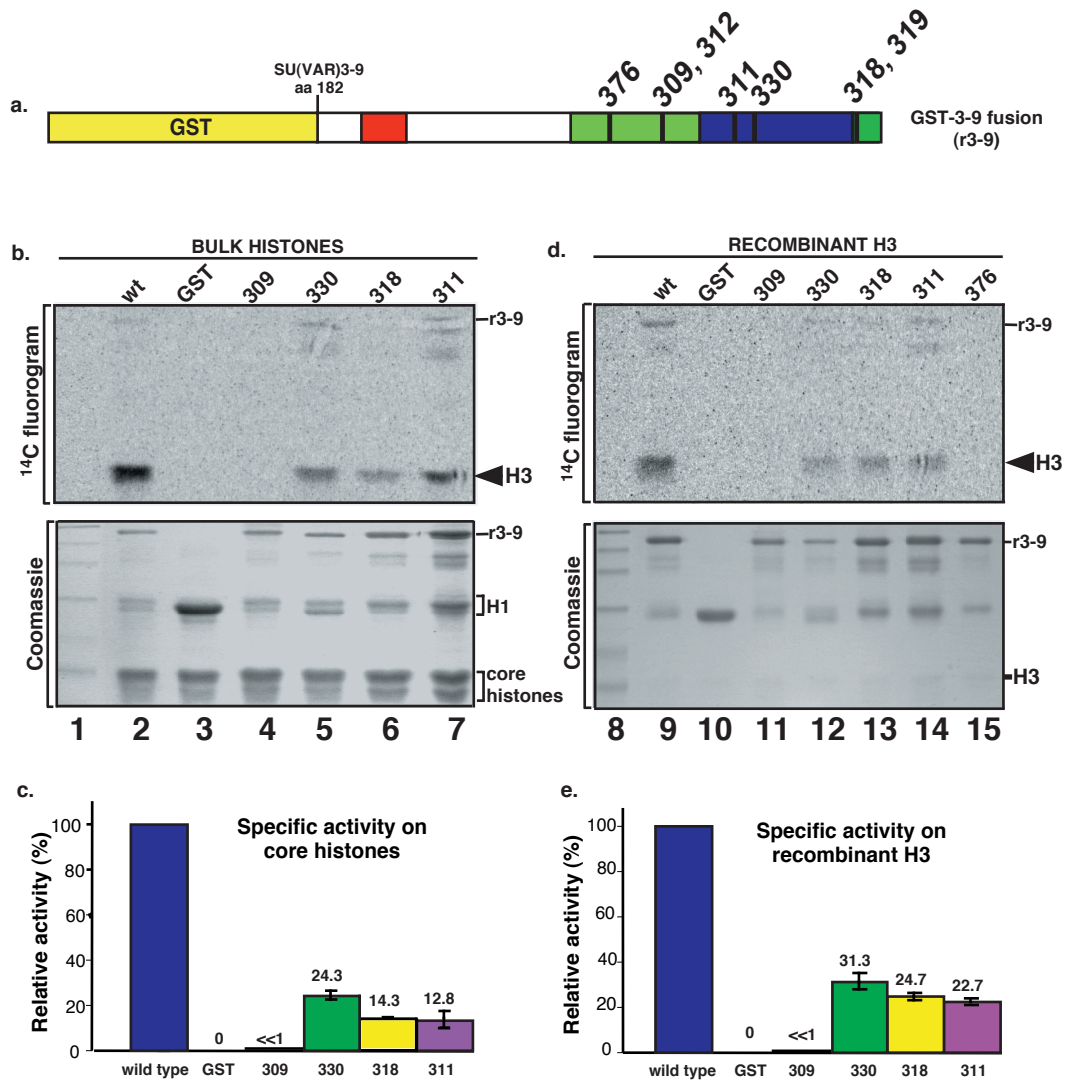 a.
SU(VAR)3-9
aa 182
376
309, 312
311
330
318, 319
GST
GST-3-9 fusion
(r3-9)
b.
BULK HISTONES
wt
GST
309
330
318
311
14C fluorogram
r3-9
H3
Coomassie
r3-9
H1
core
histones
1 2 3 4 5 6 7
d.
RECOMBINANT H3
wt
GST
309
330
318
311
376
14C fluorogram
r3-9
H3
Coomassie
r3-9
H3
8 9 10 11 12 13 14 15
c.
Specific activity on
core histones
Relative activity (%)
100
80
60
40
20
0
0
<<1
24.3
14.3
12.8
wild type GST 309 330 318 311
e.
Specific activity on
recombinant H3
Relative activity (%)
100
80
60
40
20
0
0
<<1
31.3
24.7
22.7
wild type GST 309 330 318 311